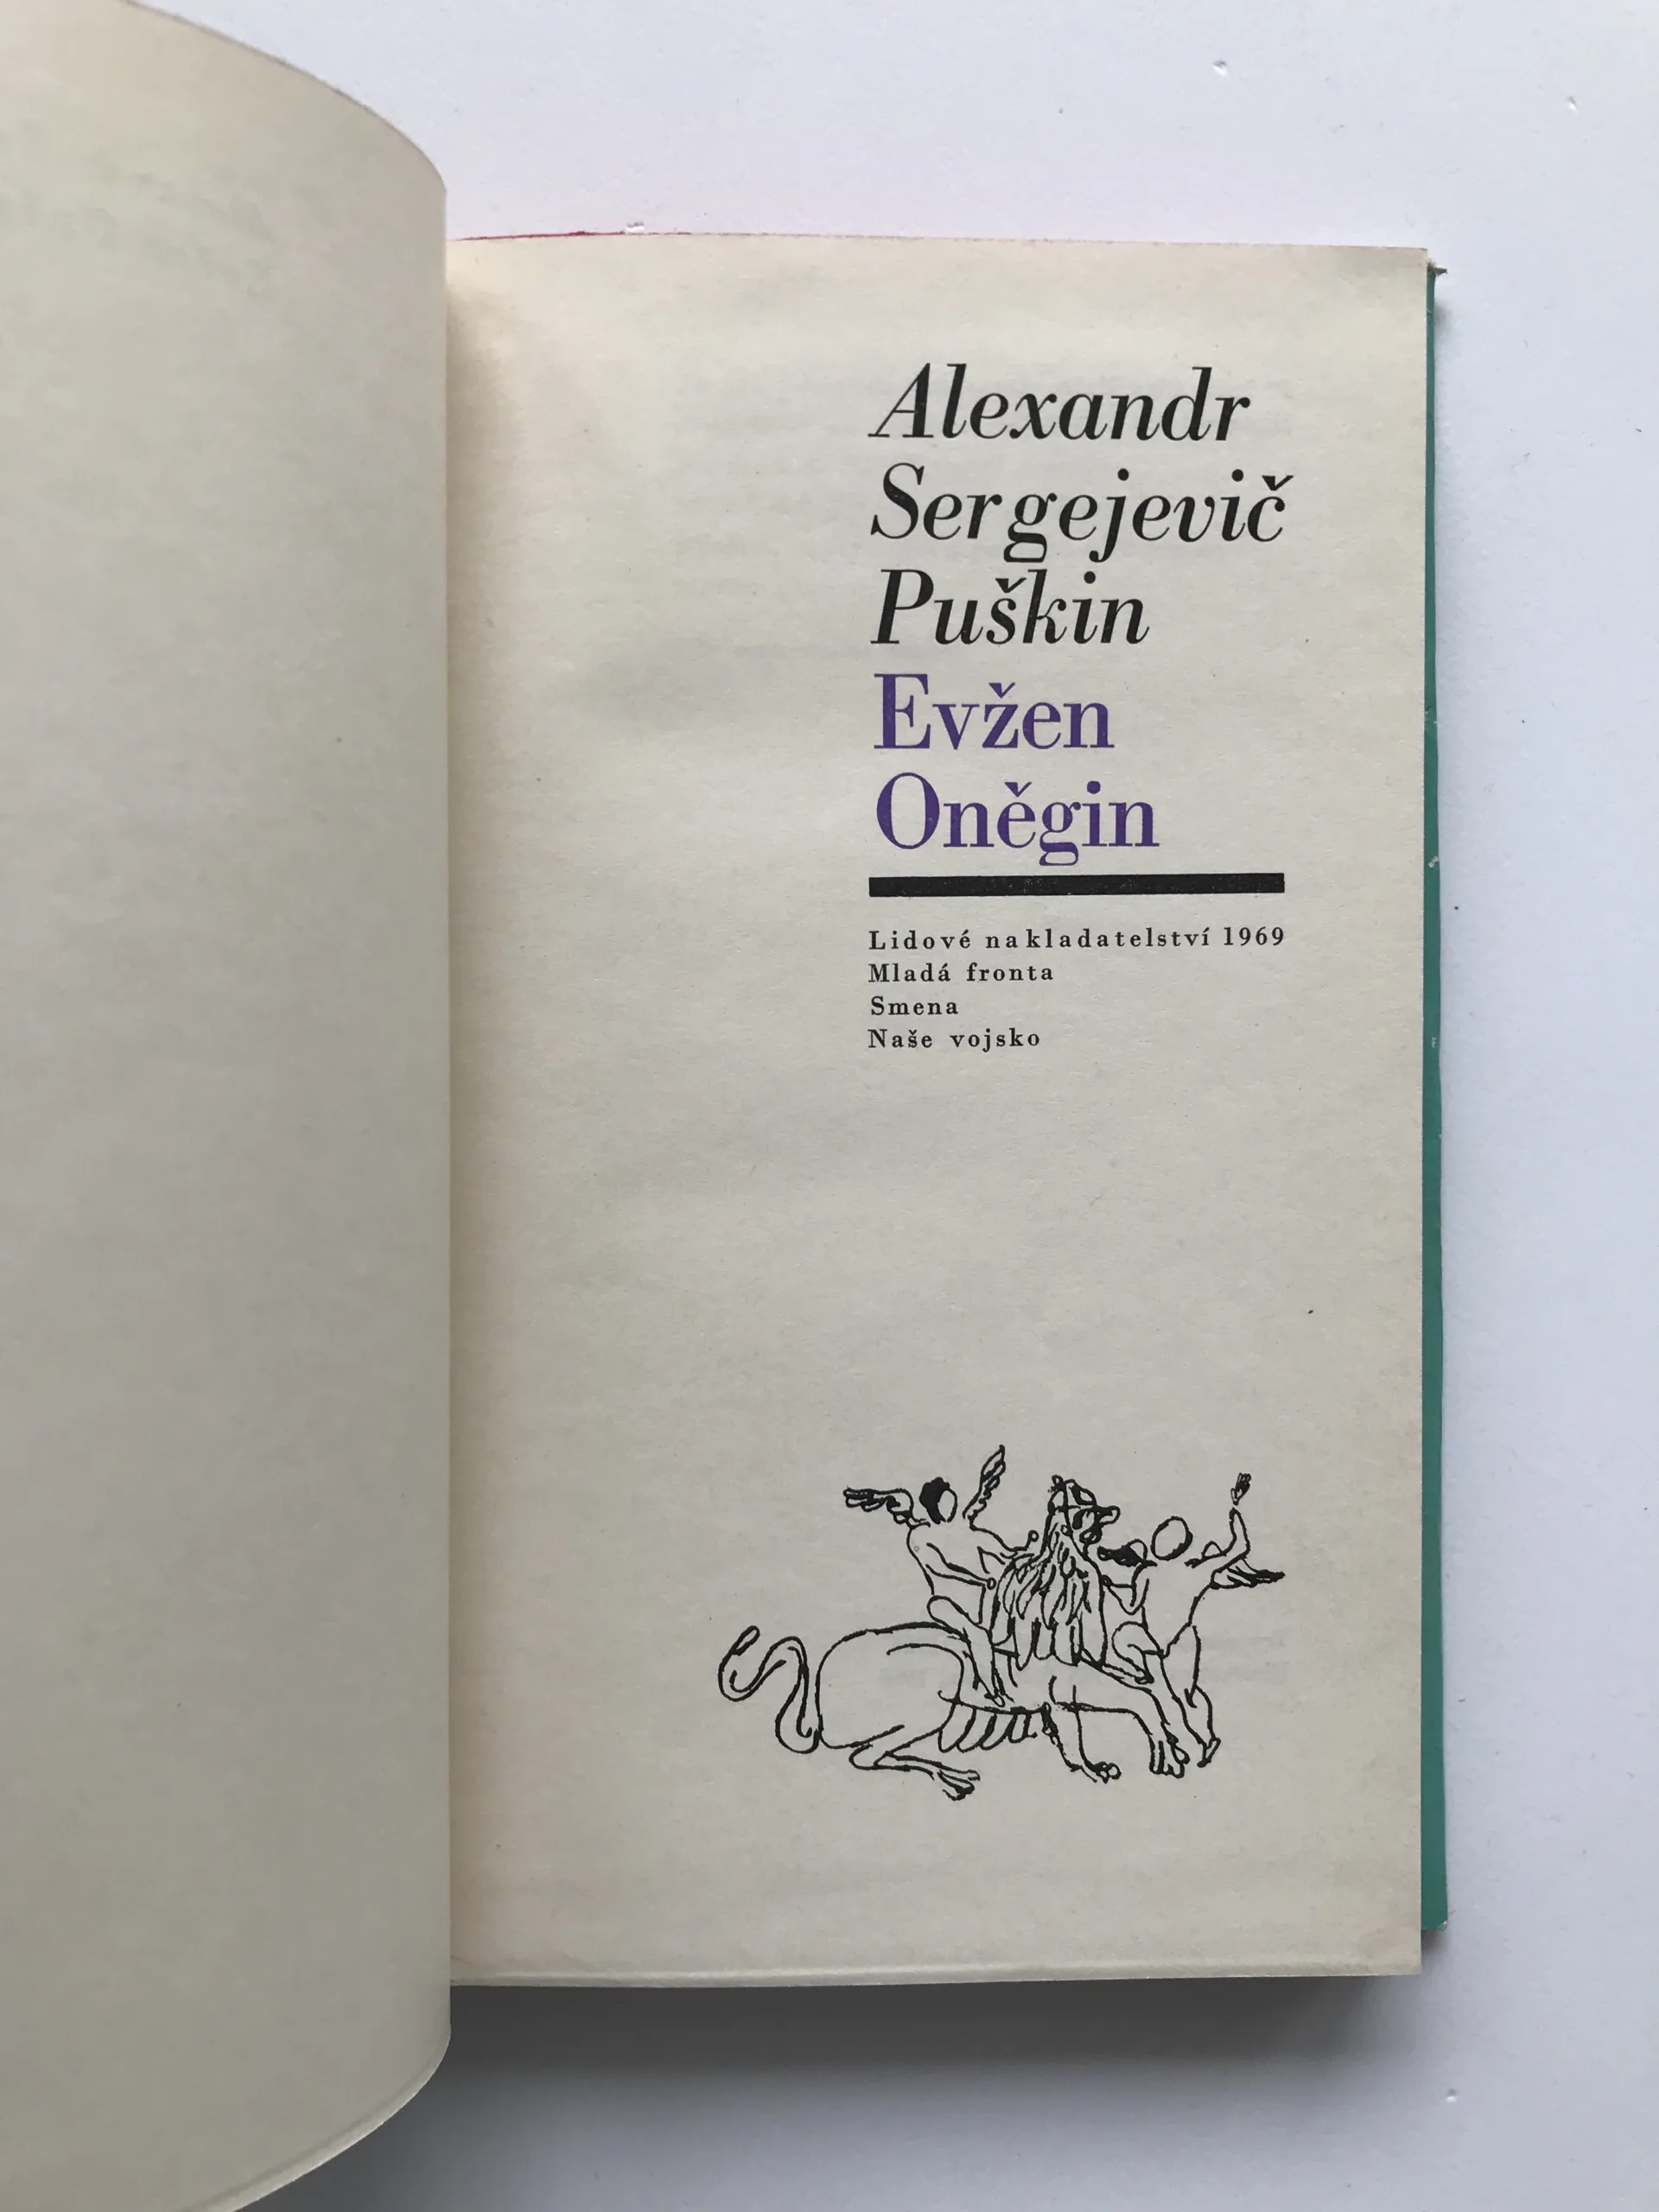 Alexandr
Sergejevič
Puškin
Evžen
Oněgin
Lidové nakladatelství 1969
Mladá fronta
Smena
Naše vojsko